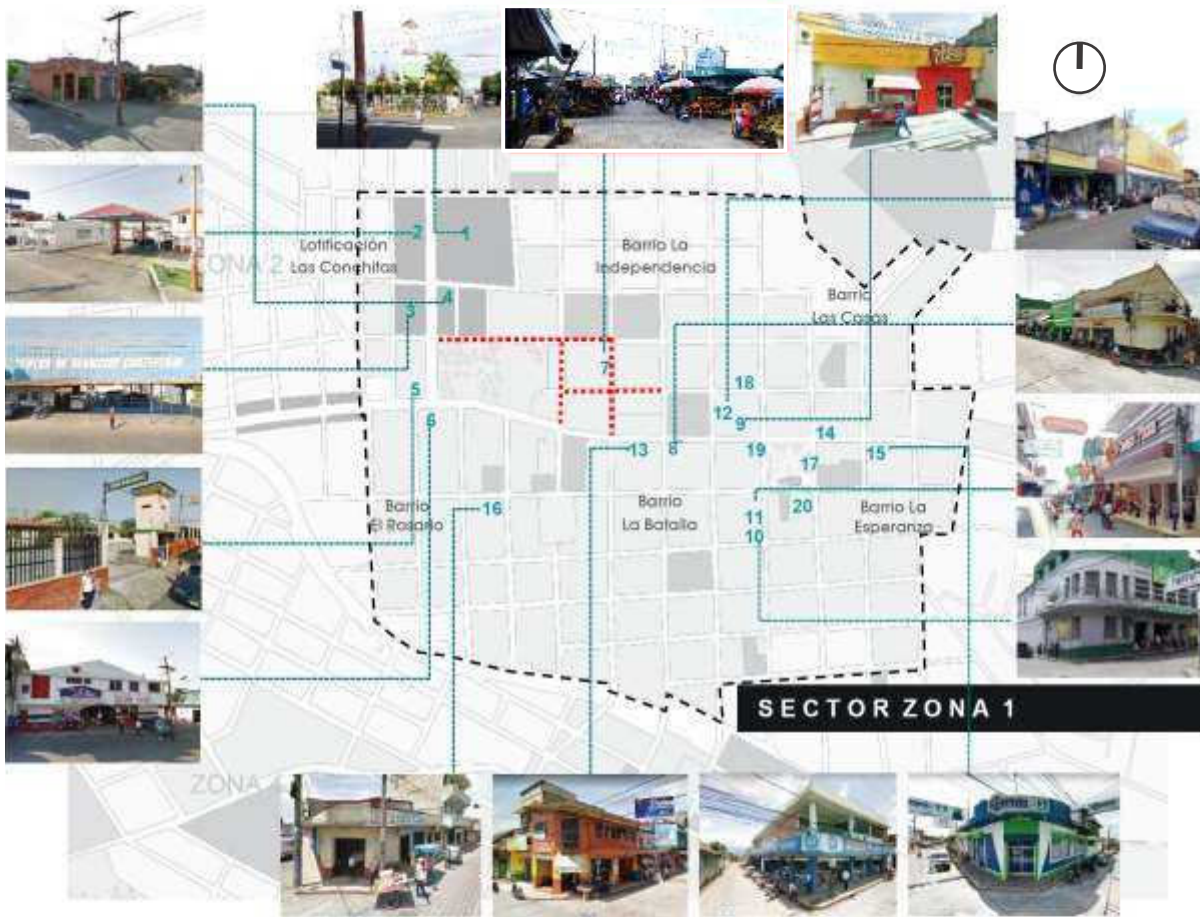 Lotificación
Las Conchitas
ZONA 2
Barrio La
Independencia
Barrio
Las Casas
Barrio
El Rosario
Barrio
La Batalla
Barrio La
Esperanza
1
2
3
4
5
6
7
8
9
10
11
12
13
14
15
16
17
18
19
20
SECTOR ZONA 1
ZONA 4